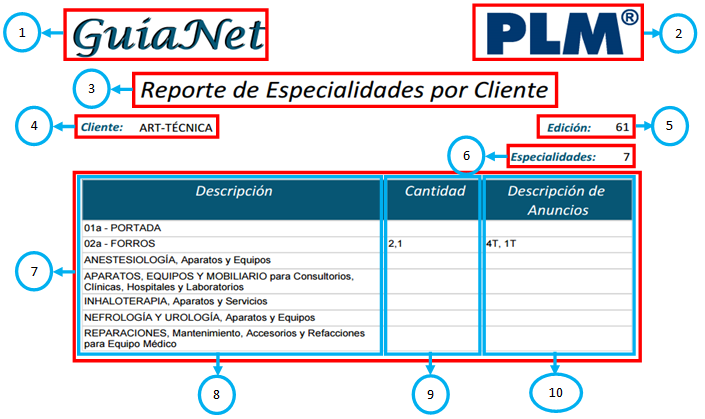 1
GuíaNet
PLM®
2
3
Reporte de Especialidades por Cliente
4
Cliente: ART-TÉCNICA
Edición: 61
5
6
Especialidades: 7
Descripción
Cantidad
Descripción de
Anuncios
01a - PORTADA
02a - FORROS
2,1
4T, 1T
7
ANESTESIOLOGÍA, Aparatos y Equipos
APARATOS, EQUIPOS Y MOBILIARIO para Consultorios,
Clínicas, Hospitales y Laboratorios
INHALOTERAPIA, Aparatos y Servicios
NEFROLOGÍA Y UROLOGÍA, Aparatos y Equipos
REPARACIONES, Mantenimiento, Accesorios y Refacciones
para Equipo Médico
8
9
10